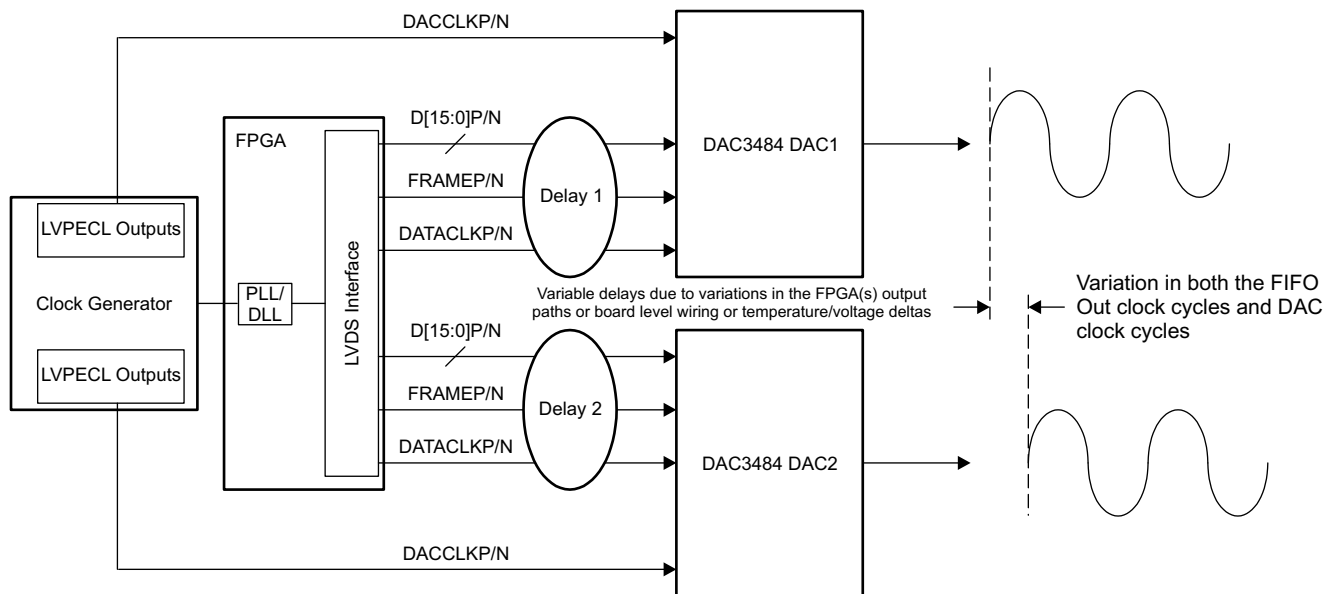 DACCLKP/N
D[15:0]P/N
FPGA
DAC3484 DAC1
FRAMEP/N
Delay 1
LVPECL Outputs
DATACLKP/N
Clock Generator
PLL/
DLL
LVDS Interface
Variable delays due to variations in the FPGA(s) output
paths or board level wiring or temperature/voltage deltas
Variation in both the FIFO
Out clock cycles and DAC
clock cycles
D[15:0]P/N
LVPECL Outputs
FRAMEP/N
Delay 2
DATACLKP/N
DAC3484 DAC2
DACCLKP/N